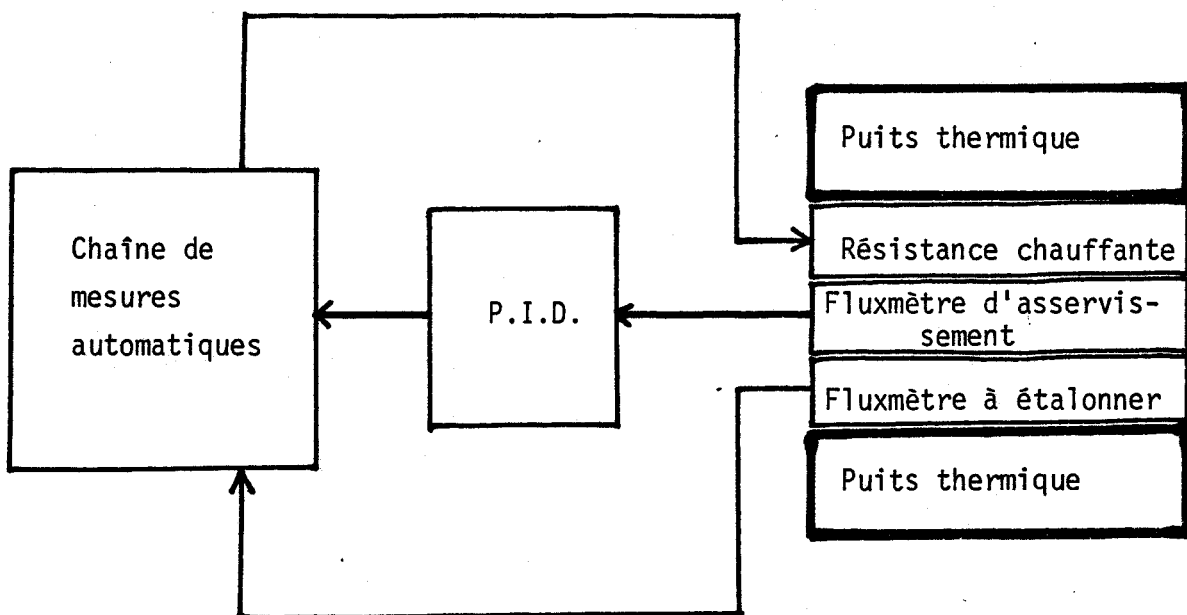 Puits thermique
Chaîne de
mesures
automatiques
P.I.D.
Résistance chauffante
Fluxmètre d'asservis-
sement
Fluxmètre à étalonner
Puits thermique